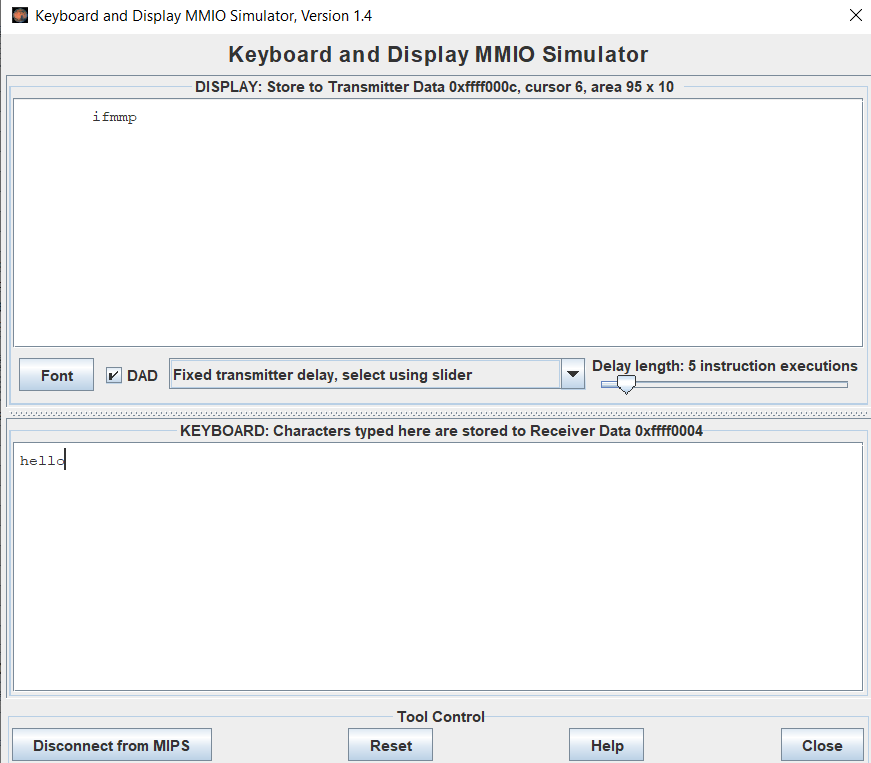 Keyboard and Display MMIO Simulator, Version 1.4
Keyboard and Display MMIO Simulator
DISPLAY: Store to Transmitter Data 0xffff000c, cursor 6, area 95 x 10
ifmmp
Font
DAD
Fixed transmitter delay, select using slider
Delay length: 5 instruction executions
KEYBOARD: Characters typed here are stored to Receiver Data 0xffff0004
hello
Tool Control
Disconnect from MIPS
Reset
Help
Close